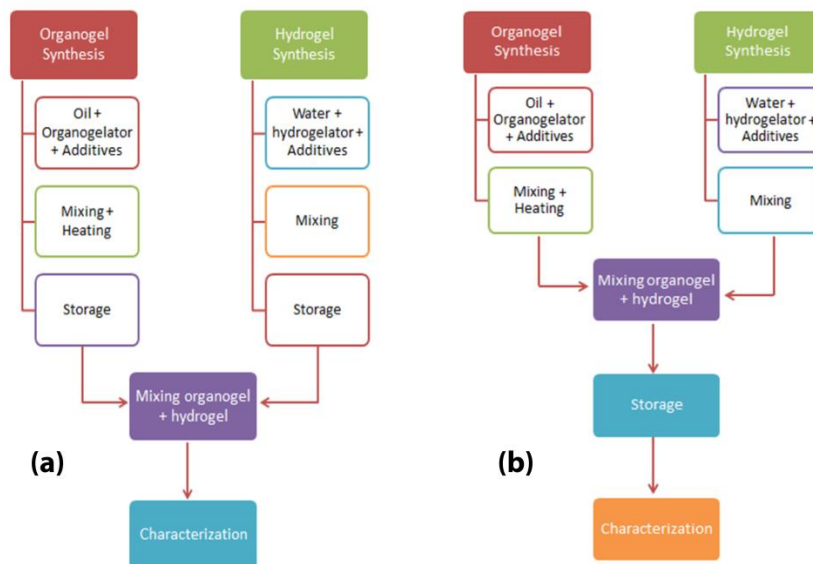 Organogel
Synthesis
Oil +
Organogelator
+ Additives
Mixing +
Heating
Storage
Hydrogel
Synthesis
Water +
hydrogelator +
Additives
Mixing
Storage
Mixing organogel
+ hydrogel
(a)
Characterization
Organogel
Synthesis
Oil +
Organogelator
+ Additives
Mixing +
Heating
Hydrogel
Synthesis
Water +
hydrogelator +
Additives
Mixing
Mixing organogel
+ hydrogel
Storage
(b)
Characterization